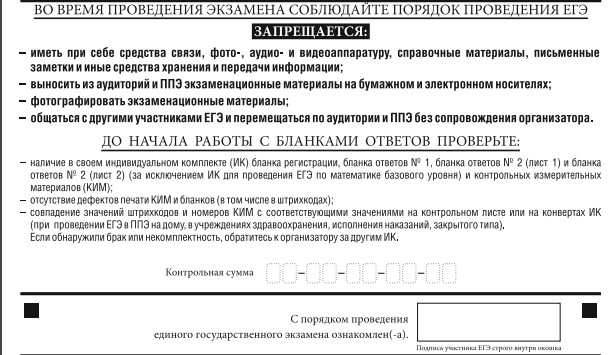 ВО ВРЕМЯ ПРОВЕДЕНИЯ ЭКЗАМЕНА СОБЛЮДАЙТЕ ПОРЯДОК ПРОВЕДЕНИЯ ЕГЭ
ЗАПРЕЩАЕТСЯ:
– иметь при себе средства связи, фото-, аудио- и видеоаппаратуру, справочные материалы, письменные
заметки и иные средства хранения и передачи информации;
– выносить из аудиторий и ППЭ экзаменационные материалы на бумажном и электронном носителях;
– фотографировать экзаменационные материалы;
– общаться с другими участниками ЕГЭ и перемещаться по аудитории и ППЭ без сопровождения организатора.
ДО НАЧАЛА РАБОТЫ С БЛАНКАМИ ОТВЕТОВ ПРОВЕРЬТЕ:
– наличие в своем индивидуальном комплекте (ИК) бланка регистрации, бланка ответов № 1, бланка ответов № 2 (лист 1) и бланка
ответов № 2 (лист 2) (за исключением ИК для проведения ЕГЭ по математике базового уровня) и контрольных измерительных
материалов (КИМ);
– отсутствие дефектов печати КИМ и бланков (в том числе в штрихкодах);
– совпадение значений штрихкодов и номеров КИМ с соответствующими значениями на контрольном листе или на конвертах ИК
(при проведении ЕГЭ в ППЭ на дому, в учреждениях здравоохранения, исполнения наказаний, закрытого типа).
Если обнаружили брак или некомплектность, обратитесь к организатору за другим ИК.
Контрольная сумма
С порядком проведения
единого государственного экзамена ознакомлен(-а).
Подпись участника ЕГЭ строго внутри окошка